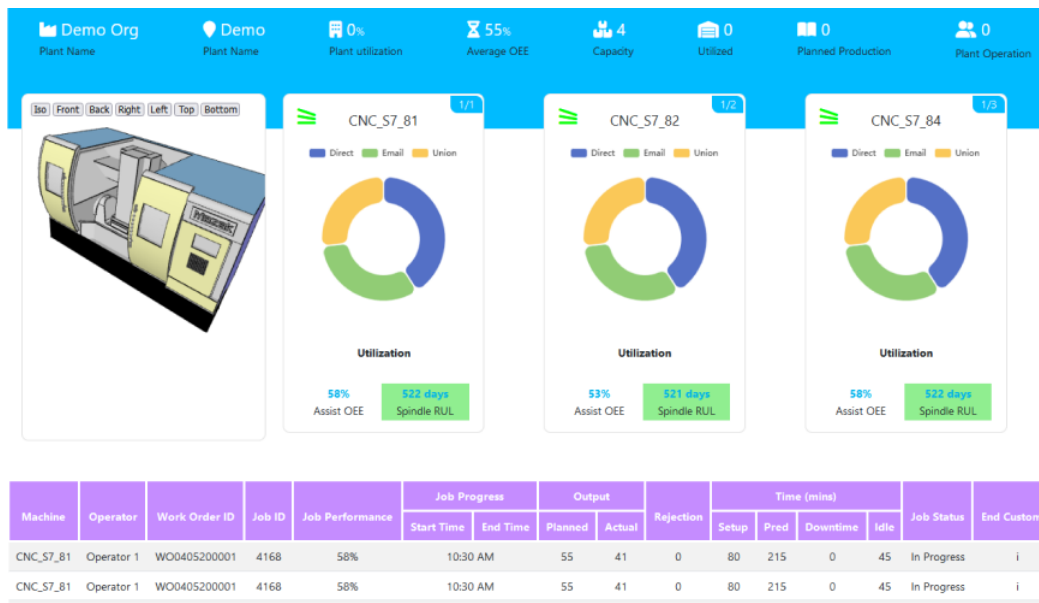 Demo Org
Plant Name
Demo
Plant Name
0%
Plant utilization
55%
Average OEE
4
Capacity
0
Utilized
0
Planned Production
0
Plant Operation
Iso Front Back Right Left Top Bottom
Mazak
1/1
CNC_S7_81
Direct Email Union
Utilization
58%
Assist OEE
522 days
Spindle RUL
1/2
CNC_S7_82
Direct Email Union
Utilization
53%
Assist OEE
521 days
Spindle RUL
1/3
CNC_S7_84
Direct Email Union
Utilization
58%
Assist OEE
522 days
Spindle RUL
Machine Operator Work Order ID Job ID Job Performance Job Progress Output Rejection Time (mins) Job Status End Custom
Start Time End Time Planned Actual Setup Pred Downtime Idle
CNC_S7_81 Operator 1 WO0405200001 4168 58% 10:30 AM 55 41 0 80 215 0 45 In Progress i
CNC_S7_81 Operator 1 WO0405200001 4168 58% 10:30 AM 55 41 0 80 215 0 45 In Progress i